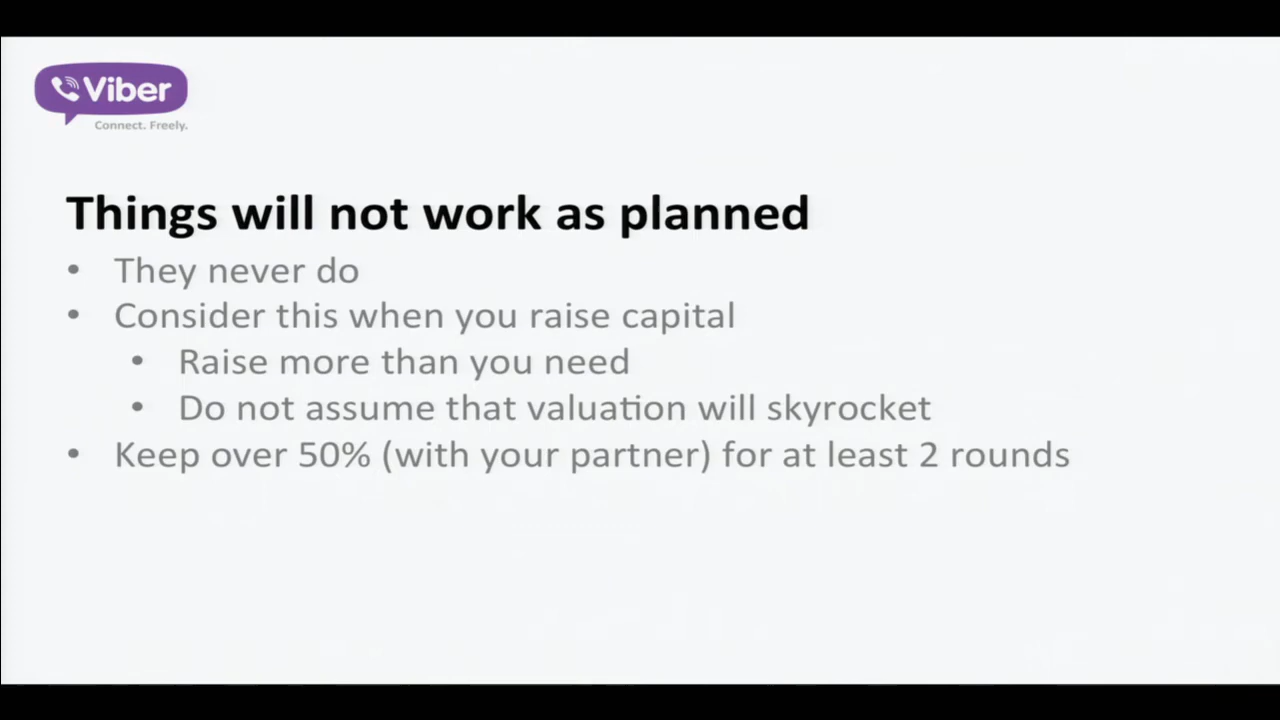 Viber
Connect. Freely.
Things will not work as planned
• They never do
• Consider this when you raise capital
• Raise more than you need
• Do not assume that valuation will skyrocket
• Keep over 50% (with your partner) for at least 2 rounds